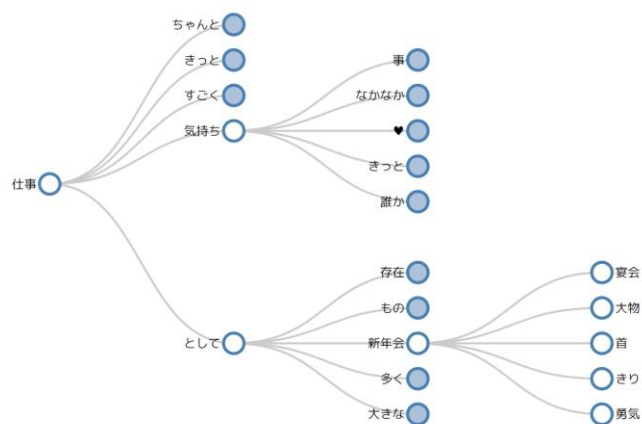 ちゃんと
きっと
すごく
気持ち
事
なかなか
♥
きっと
誰か
仕事
として
存在
もの
新年会
多く
大きな
宴会
大物
首
きり
勇気